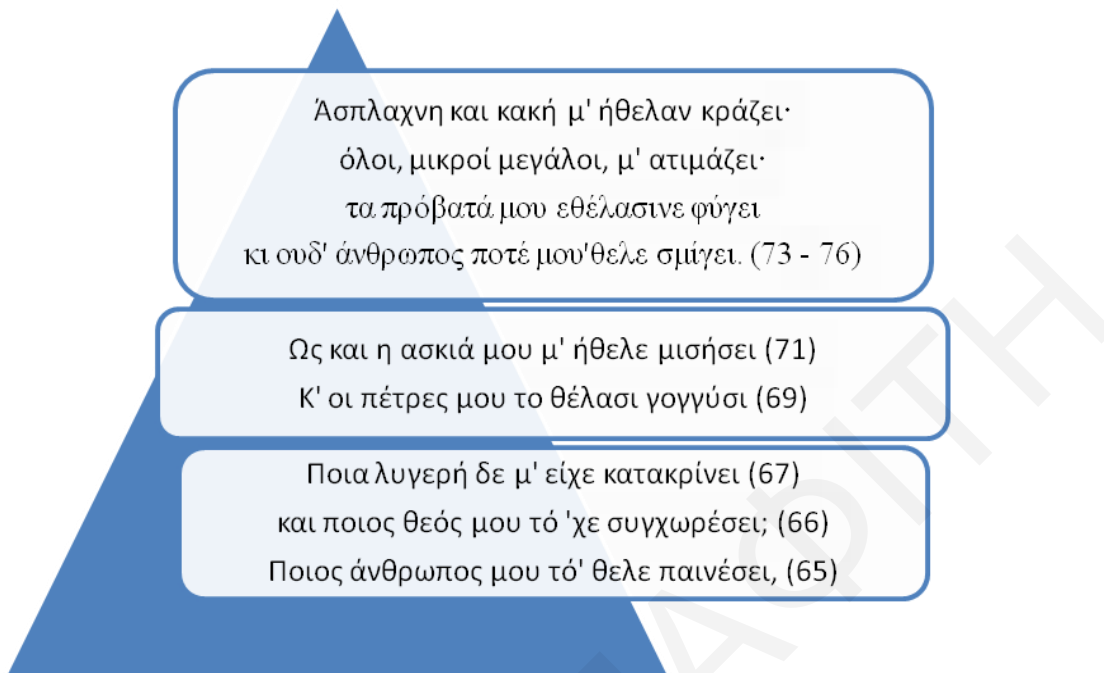 Άσπλαχνη και κακή μ' ήθελαν κράζει·
όλοι, μικροί μεγάλοι, μ' ατιμάζει·
τα πρόβατά μου εθέλασινε φύγει
κι ουδ' άνθρωπος ποτέ μου'θελε σμίγει. (73 - 76)
Ως και η ασκιά μου μ' ήθελε μισήσει (71)
Κ' οι πέτρες μου το θέλασι γογγύσι (69)
Ποια λυγερή δε μ' είχε κατακρίνει (67)
και ποιος θεός μου τό 'χε συγχωρέσει; (66)
Ποιος άνθρωπος μου τό' θελε παινέσει, (65)